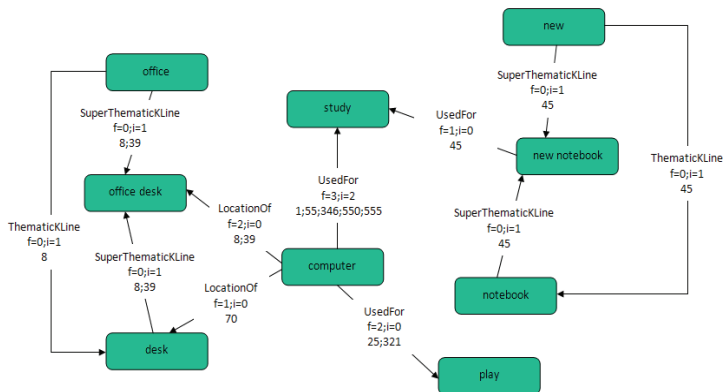 new
office
SuperThematicKLine
f=0;i=1
45
study
SuperThematicKLine
f=0;i=1
8;39
UsedFor
f=1;i=0
45
new notebook
ThematicKLine
f=0;i=1
45
UsedFor
f=3;i=2
1;55;346;550;555
office desk
LocationOf
f=2;i=0
8;39
SuperThematicKLine
f=0;i=1
45
ThematicKLine
f=0;i=1
8
SuperThematicKLine
f=0;i=1
8;39
computer
LocationOf
f=1;i=0
70
notebook
UsedFor
f=2;i=0
25;321
desk
play